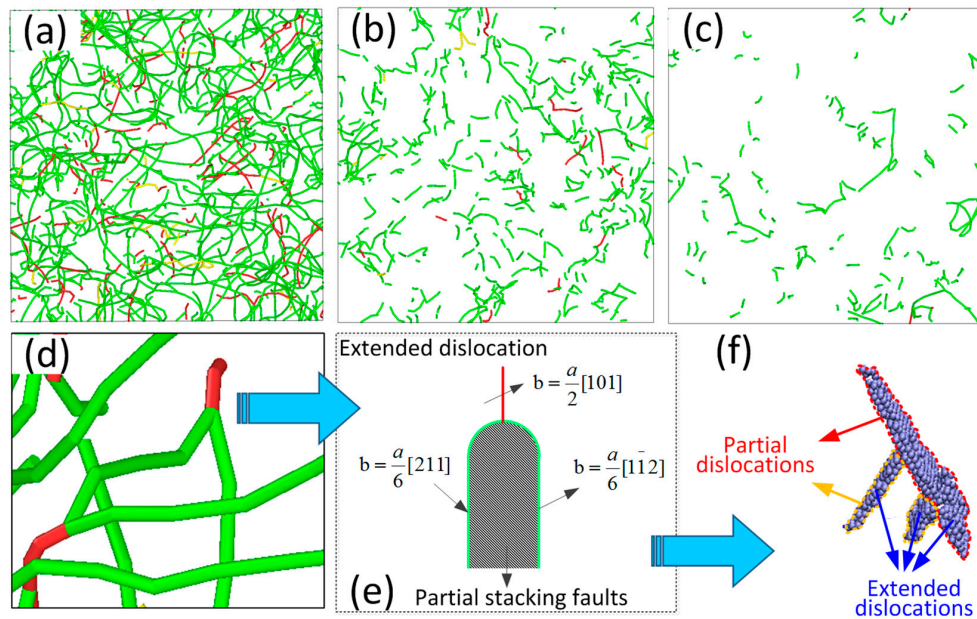 (a)
(b)
(c)
(d)
Extended dislocation
b = a/2 [101]
b = a/6 [211]
b = a/6 [11̄2]
Partial stacking faults
(e)
(f)
Partial
dislocations
Extended
dislocations